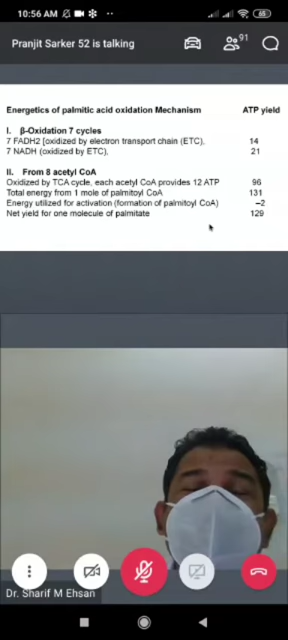 10:56 AM
65
Pranjit Sarker 52 is talking
91
Energetics of palmitic acid oxidation Mechanism ATP yield
I. β-Oxidation 7 cycles
7 FADH2 [oxidized by electron transport chain (ETC), 14
7 NADH (oxidized by ETC), 21
II. From 8 acetyl CoA
Oxidized by TCA cycle, each acetyl CoA provides 12 ATP 96
Total energy from 1 mole of palmitoyl CoA 131
Energy utilized for activation (formation of palmitoyl CoA) –2
Net yield for one molecule of palmitate 129
Dr. Sharif M Ehsan